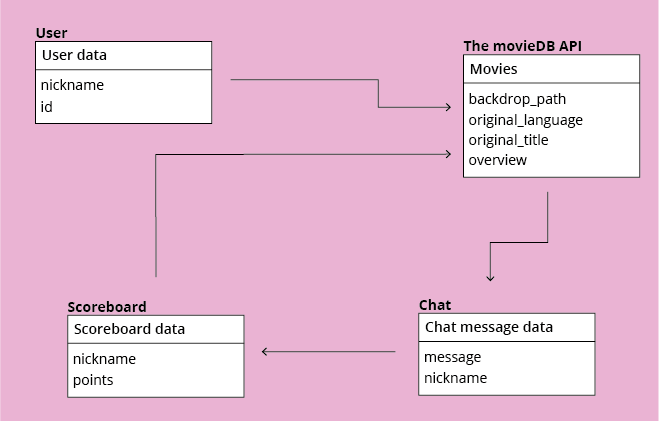 User
User data
nickname
id
The movieDB API
Movies
backdrop_path
original_language
original_title
overview
Scoreboard
Scoreboard data
nickname
points
Chat
Chat message data
message
nickname